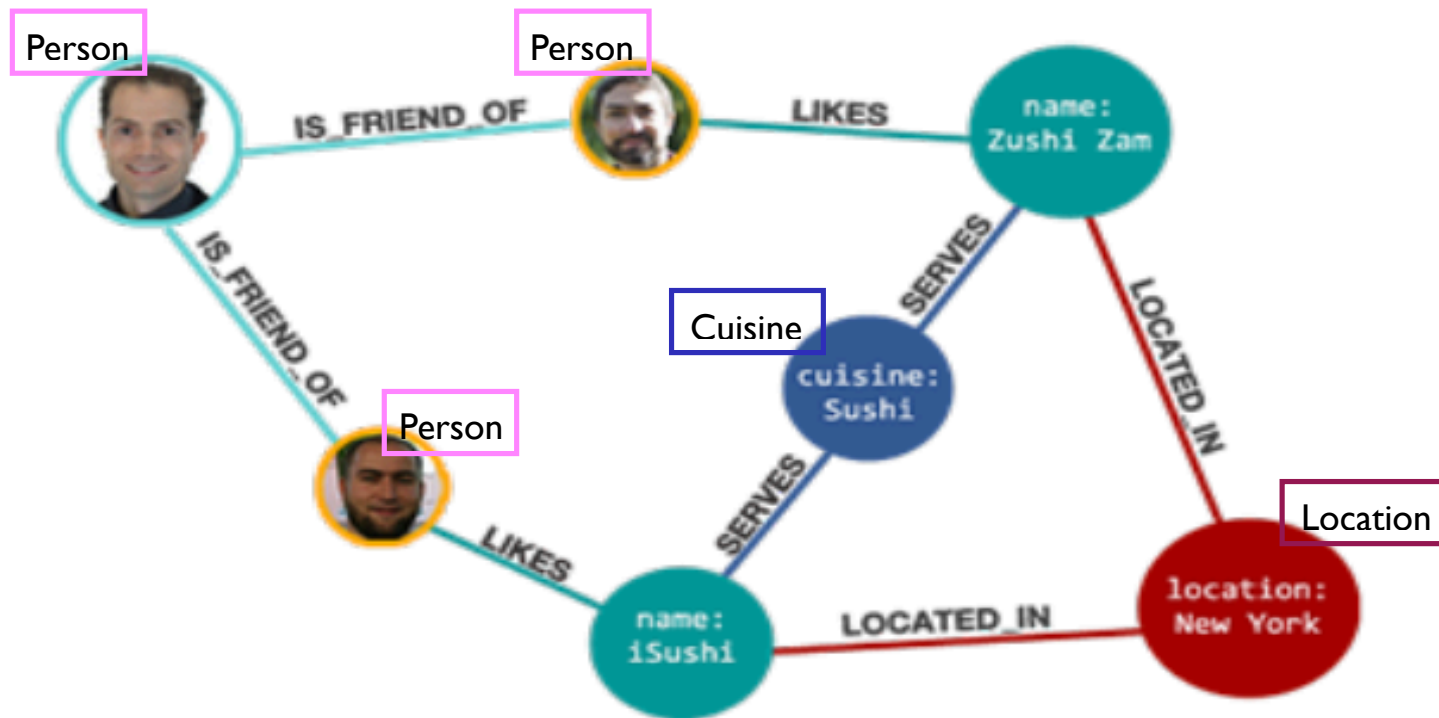 Person
Person
IS_FRIEND_OF
LIKES
name:
Zushi Zam
IS_FRIEND_OF
SERVES
LOCATED_IN
Cuisine
cuisine:
Sushi
Person
SERVES
Location
LIKES
location:
New York
name:
iSushi
LOCATED_IN